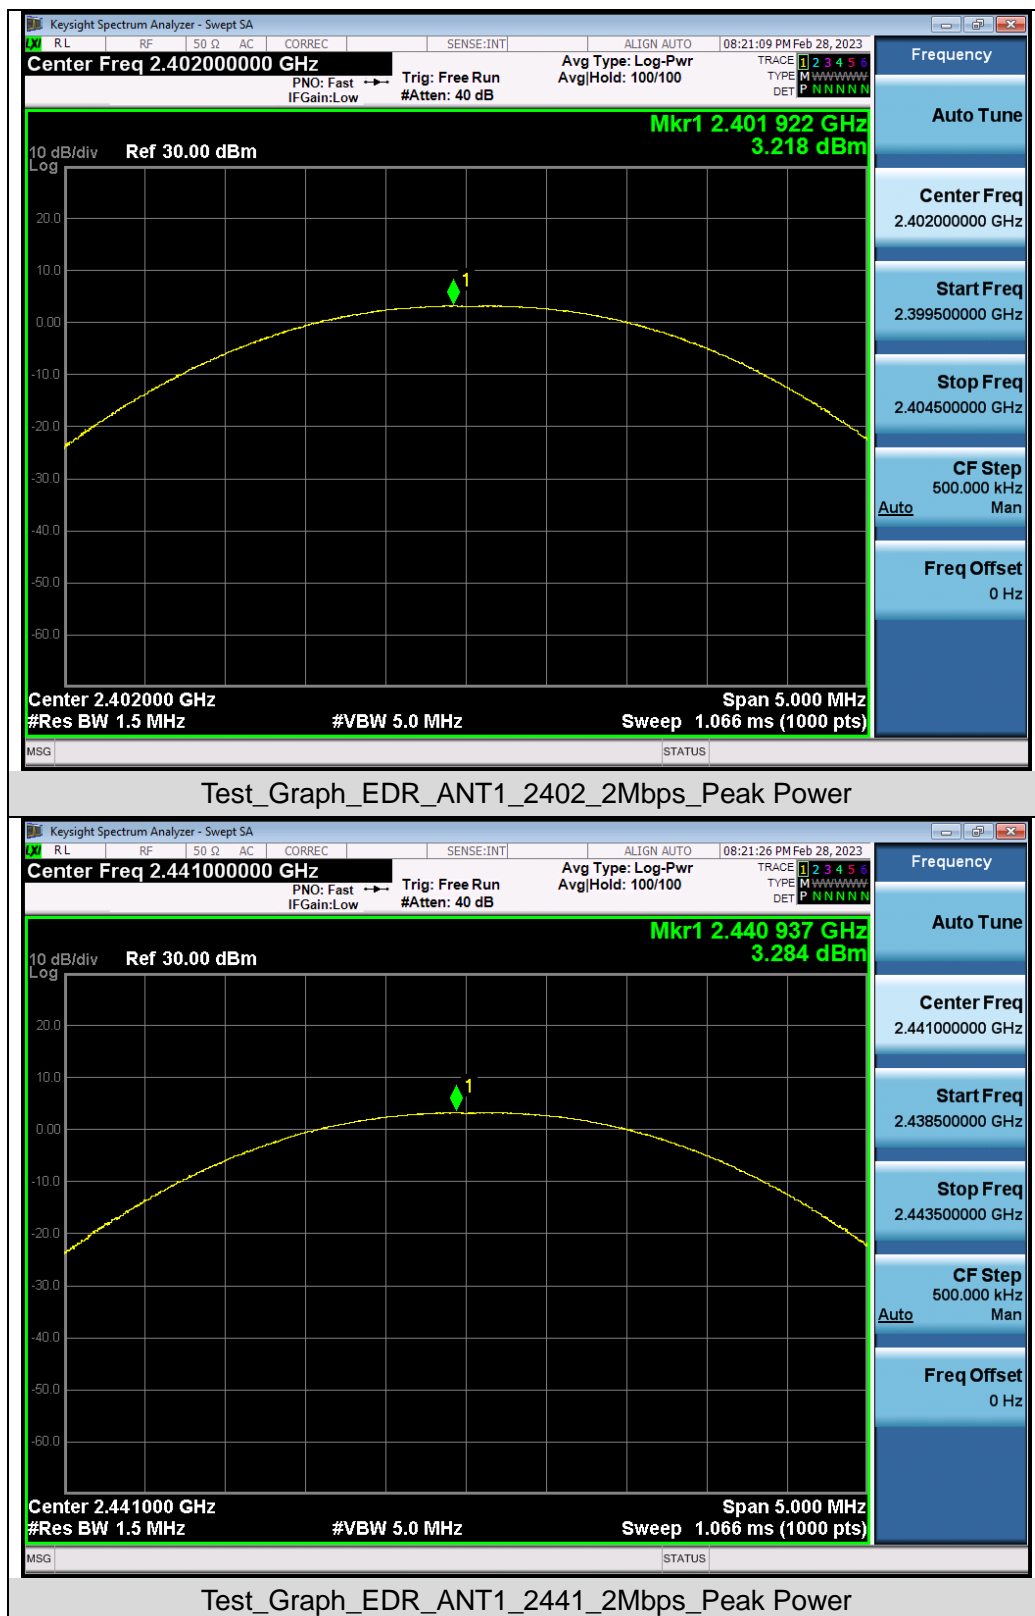 Keysight Spectrum Analyzer - Swept SA
LXI RL RF 50 Ω AC CORREC SENSE:INT ALIGN AUTO 08:21:09 PM Feb 28, 2023
Center Freq 2.402000000 GHz
PNO: Fast
IFGain:Low
Trig: Free Run
#Atten: 40 dB
Avg Type: Log-Pwr
Avg|Hold: 100/100
TRACE 1 2 3 4 5 6
TYPE M W W W W W
DET P N N N N N
Mkr1 2.401 922 GHz
3.218 dBm
10 dB/div Ref 30.00 dBm
Log
20.0
10.0
0.00
-10.0
-20.0
-30.0
-40.0
-50.0
-60.0
1
Center 2.402000 GHz Span 5.000 MHz
#Res BW 1.5 MHz #VBW 5.0 MHz Sweep 1.066 ms (1000 pts)
MSG STATUS
Frequency
Auto Tune
Center Freq
2.402000000 GHz
Start Freq
2.399500000 GHz
Stop Freq
2.404500000 GHz
CF Step
500.000 kHz
Auto Man
Freq Offset
0 Hz
Test_Graph_EDR_ANT1_2402_2Mbps_Peak Power
Keysight Spectrum Analyzer - Swept SA
LXI RL RF 50 Ω AC CORREC SENSE:INT ALIGN AUTO 08:21:26 PM Feb 28, 2023
Center Freq 2.441000000 GHz
PNO: Fast
IFGain:Low
Trig: Free Run
#Atten: 40 dB
Avg Type: Log-Pwr
Avg|Hold: 100/100
TRACE 1 2 3 4 5 6
TYPE M W W W W W
DET P N N N N N
Mkr1 2.440 937 GHz
3.284 dBm
10 dB/div Ref 30.00 dBm
Log
20.0
10.0
0.00
-10.0
-20.0
-30.0
-40.0
-50.0
-60.0
1
Center 2.441000 GHz Span 5.000 MHz
#Res BW 1.5 MHz #VBW 5.0 MHz Sweep 1.066 ms (1000 pts)
MSG STATUS
Frequency
Auto Tune
Center Freq
2.441000000 GHz
Start Freq
2.438500000 GHz
Stop Freq
2.443500000 GHz
CF Step
500.000 kHz
Auto Man
Freq Offset
0 Hz
Test_Graph_EDR_ANT1_2441_2Mbps_Peak Power